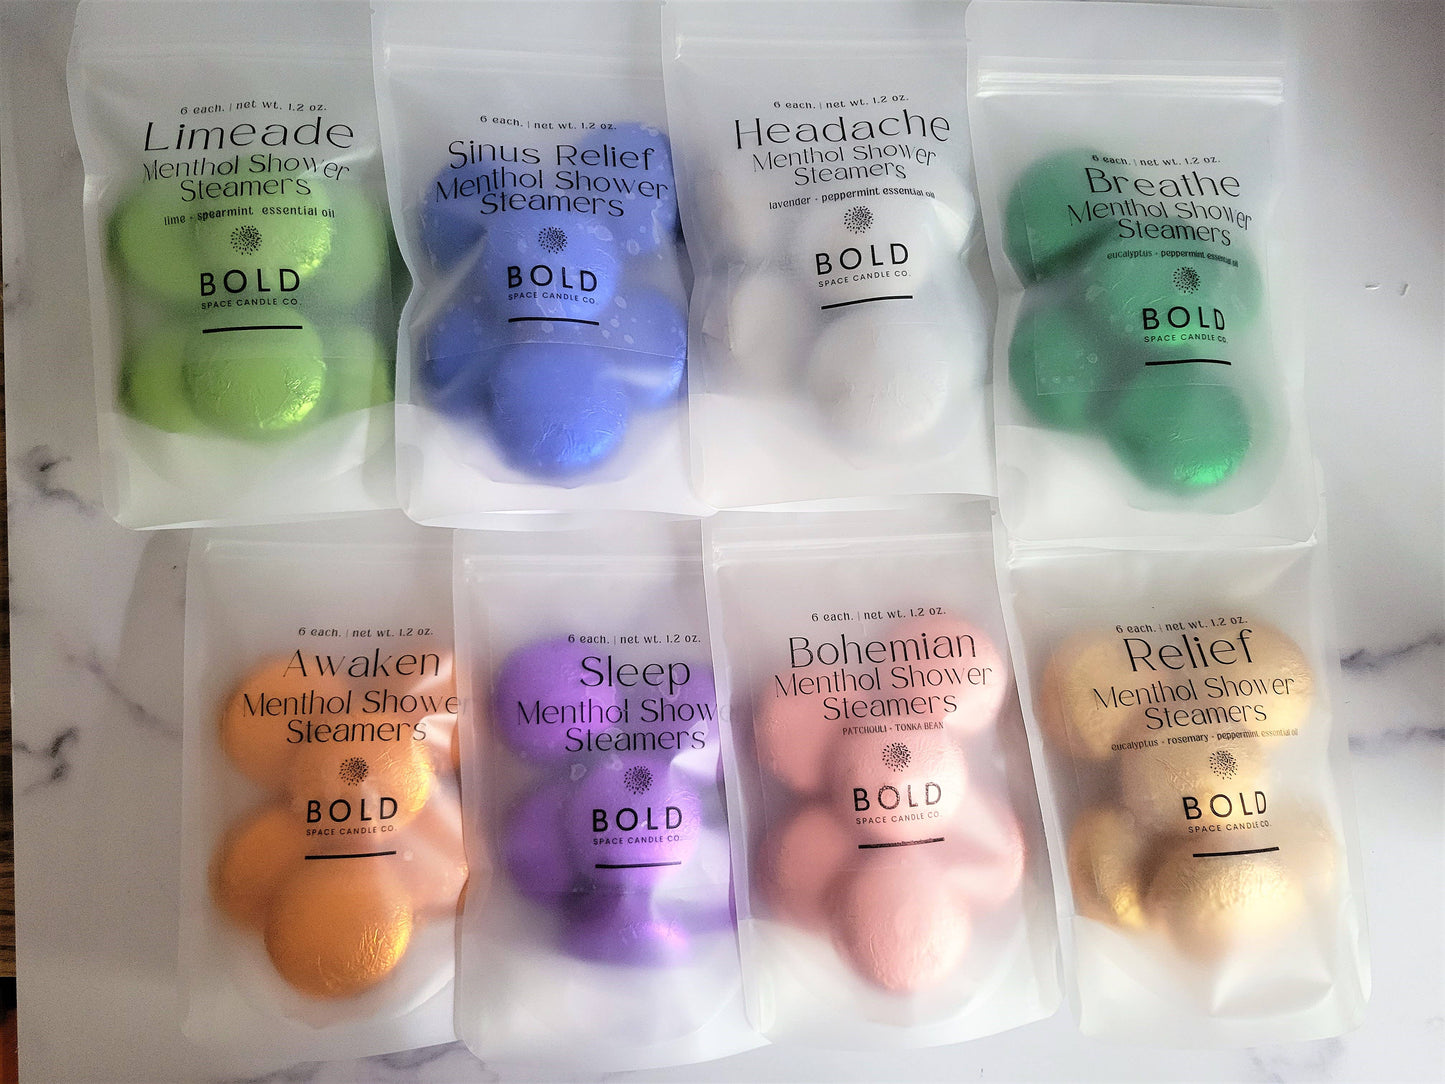 6 each. | net wt. 1.2 oz.
Limeade
Menthol Shower
Steamers
lime - spearmint essential oil
BOLD
SPACE CANDLE CO.
6 each. | net wt. 1.2 oz.
Sinus Relief
Menthol Shower
Steamers
BOLD
SPACE CANDLE CO.
6 each. | net wt. 1.2 oz.
Headache
Menthol Shower
Steamers
lavender - peppermint essential oil
BOLD
SPACE CANDLE CO.
6 each. | net wt. 1.2 oz.
Breathe
Menthol Shower
Steamers
eucalyptus - peppermint essential oil
BOLD
SPACE CANDLE CO.
6 each. | net wt. 1.2 oz.
Awaken
Menthol Shower
Steamers
BOLD
SPACE CANDLE CO.
6 each. | net wt. 1.2 oz.
Sleep
Menthol Show
Steamers
BOLD
SPACE CANDLE CO.
6 each. | net wt. 1.2 oz.
Bohemian
Menthol Shower
Steamers
PATCHOULI - TONKA BEAN
BOLD
SPACE CANDLE CO.
6 each. | net wt. 1.2 oz.
Relief
Menthol Shower
Steamers
eucalyptus - rosemary - peppermint essential oil
BOLD
SPACE CANDLE CO.